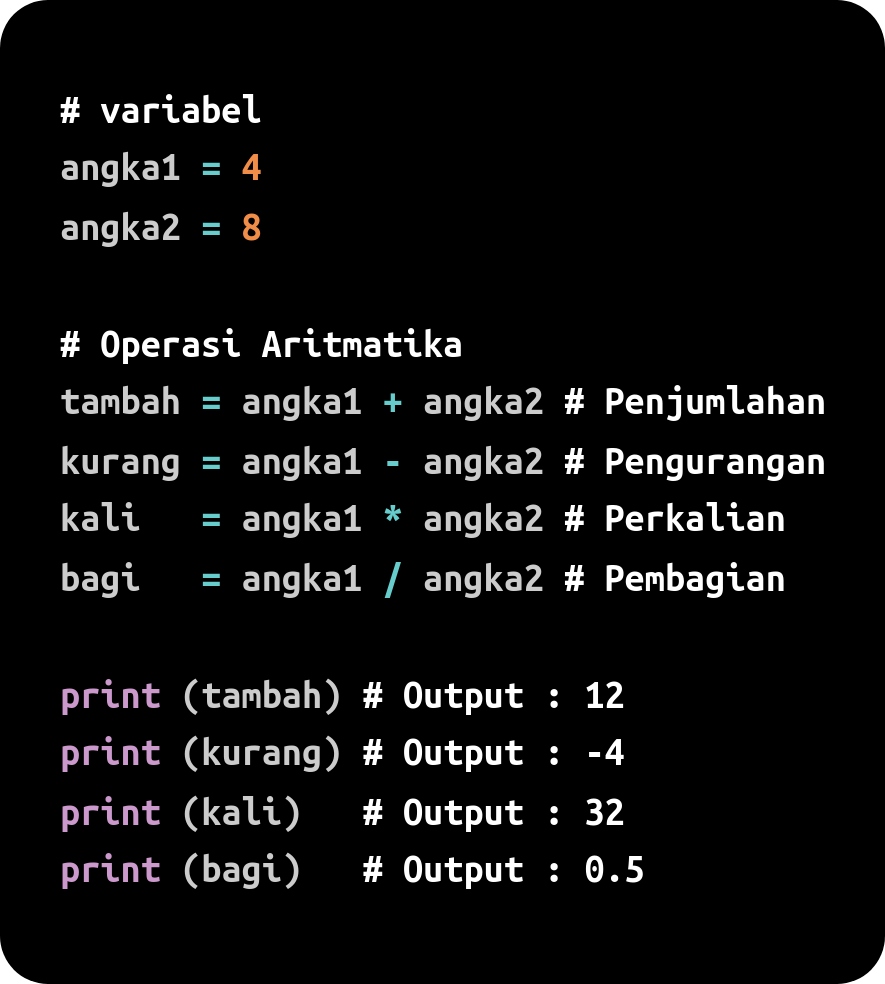 # variabel
angka1 = 4
angka2 = 8

# Operasi Aritmatika
tambah = angka1 + angka2 # Penjumlahan
kurang = angka1 - angka2 # Pengurangan
kali   = angka1 * angka2 # Perkalian
bagi   = angka1 / angka2 # Pembagian

print (tambah) # Output : 12
print (kurang) # Output : -4
print (kali)   # Output : 32
print (bagi)   # Output : 0.5